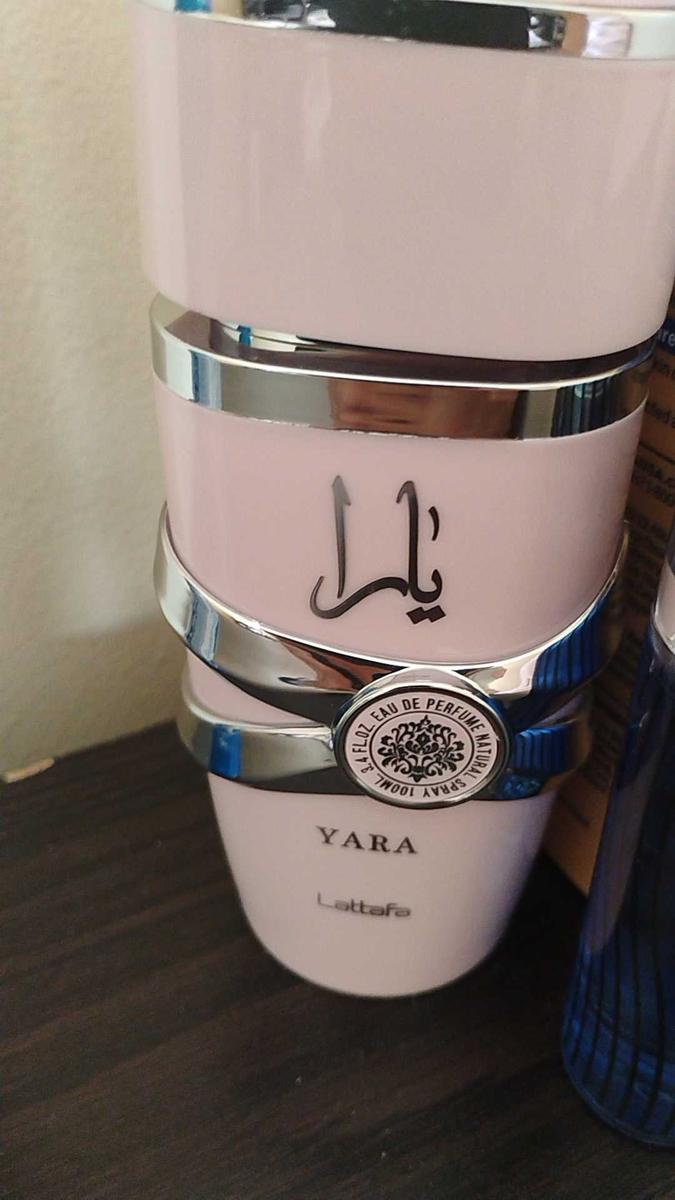 يارا
EAU DE PERFUME NATURAL SPRAY 100ML 3.4 FL.OZ.
YARA
Lattafa